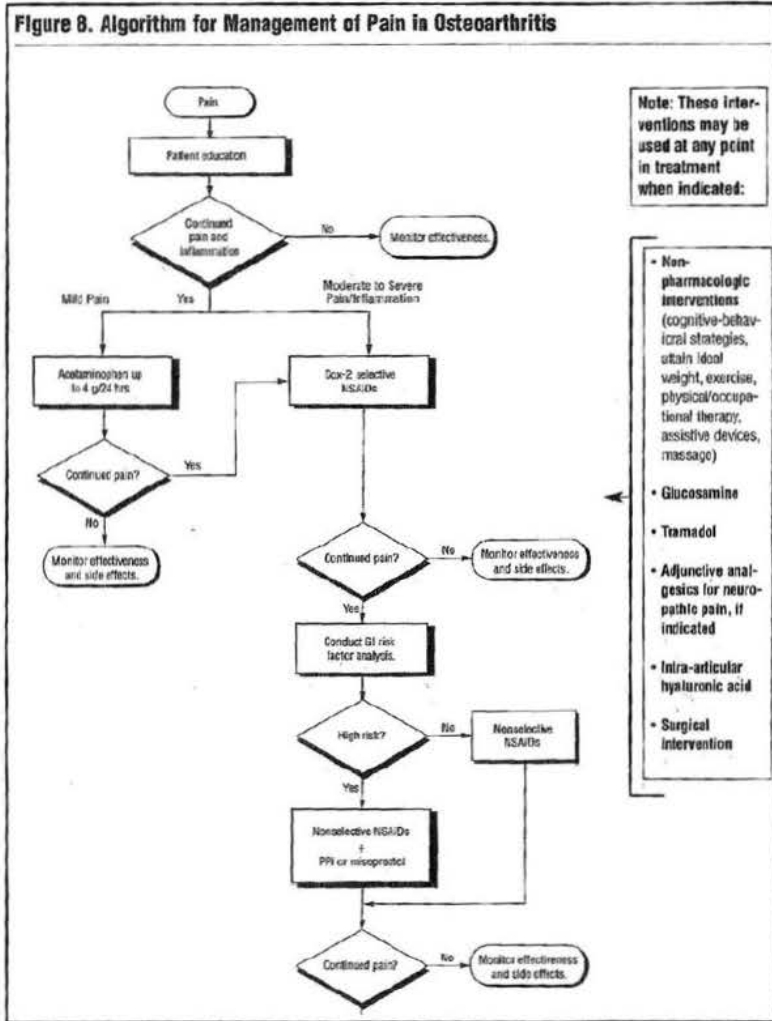 Figure 8. Algorithm for Management of Pain in Osteoarthritis
Pain
Patient education
Continued
pain and
inflammation
No
Monitor effectiveness.
Mild Pain
Yes
Moderate to Severe
Pain/Inflammation
Acetaminophen up
to 4 g/24 hrs
Cox-2 selective
NSAIDs
Continued pain?
Yes
No
Monitor effectiveness
and side effects.
Continued pain?
No
Monitor effectiveness
and side effects.
Yes
Conduct GI risk
factor analysis.
High risk?
No
Nonselective
NSAIDs
Yes
Nonselective NSAIDs
+
PPI or misoprostol
Continued pain?
No
Monitor effectiveness
and side effects.
Note: These inter-
ventions may be
used at any point
in treatment
when indicated:
• Non-
pharmacologic
interventions
(cognitive-behav-
ioral strategies,
attain ideal
weight, exercise,
physical/occupa-
tional therapy,
assistive devices,
massage)
• Glucosamine
• Tramadol
• Adjunctive anal-
gesics for neuro-
pathic pain, if
indicated
• Intra-articular
hyaluronic acid
• Surgical
Intervention